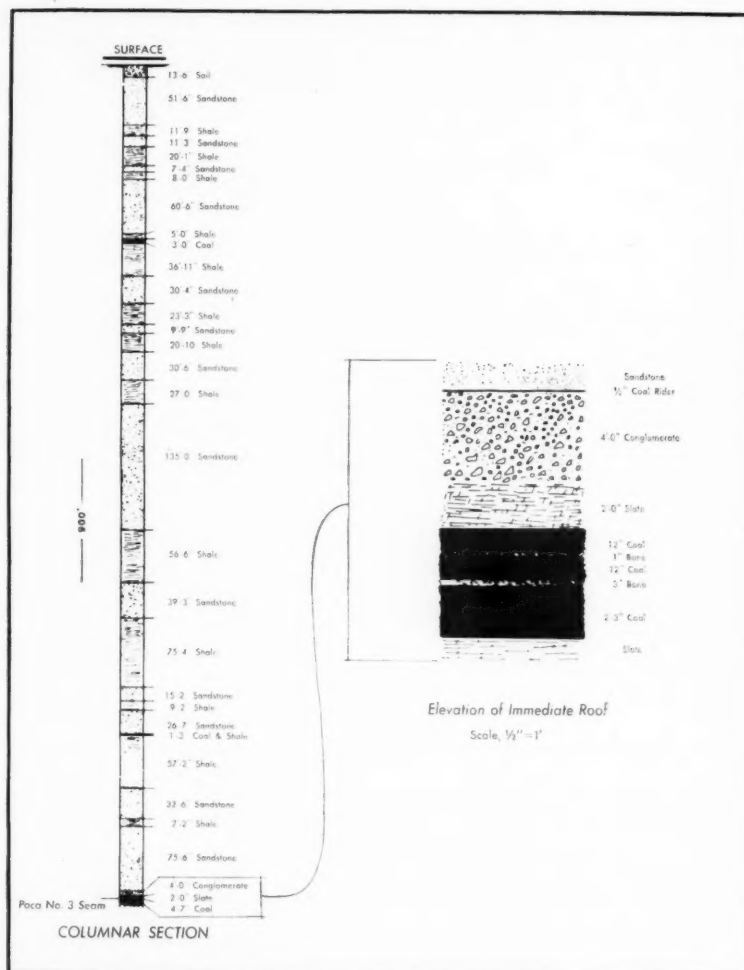 SURFACE
13'6" Soil
51'6" Sandstone
11'9" Shale
11'3" Sandstone
20'-1" Shale
7'-4" Sandstone
8'0" Shale
60'6" Sandstone
5'0" Shale
3'0" Coal
36'-11" Shale
30'4" Sandstone
23'3" Shale
9'-9" Sandstone
20'-10 Shale
30'6" Sandstone
27'0 Shale
135'0 Sandstone
900'
56'6" Shale
39'3" Sandstone
75'4 Shale
15'2 Sandstone
9'2 Shale
26'-7" Sandstone
1'-3 Coal & Shale
57'2" Shale
32'6" Sandstone
7'2" Shale
75'6 Sandstone
4'0 Conglomerate
2'0" Slate
4'7" Coal
Poca No. 3 Seam
COLUMNAR SECTION
Sandstone
½" Coal Rider
4'-0" Conglomerate
2'-0" Slate
12" Coal
1" Bone
12" Coal
3" Bone
2'-3" Coal
Slate
Elevation of Immediate Roof
Scale, ½"=1'